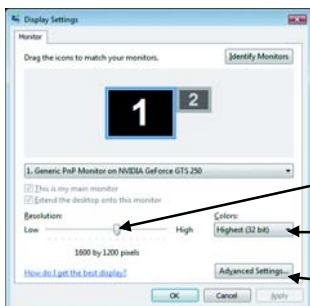 Display Settings
Monitor
Drag the icons to match your monitors.
Identify Monitors
1
2
1. Generic PnP Monitor on NVIDIA GeForce GTS 250
This is my main monitor
Extend the desktop onto this monitor
Resolution:
Colors:
Low
High
Highest (32 bit)
1600 by 1200 pixels
How do I get the best display?
Advanced Settings...
OK
Cancel
Apply